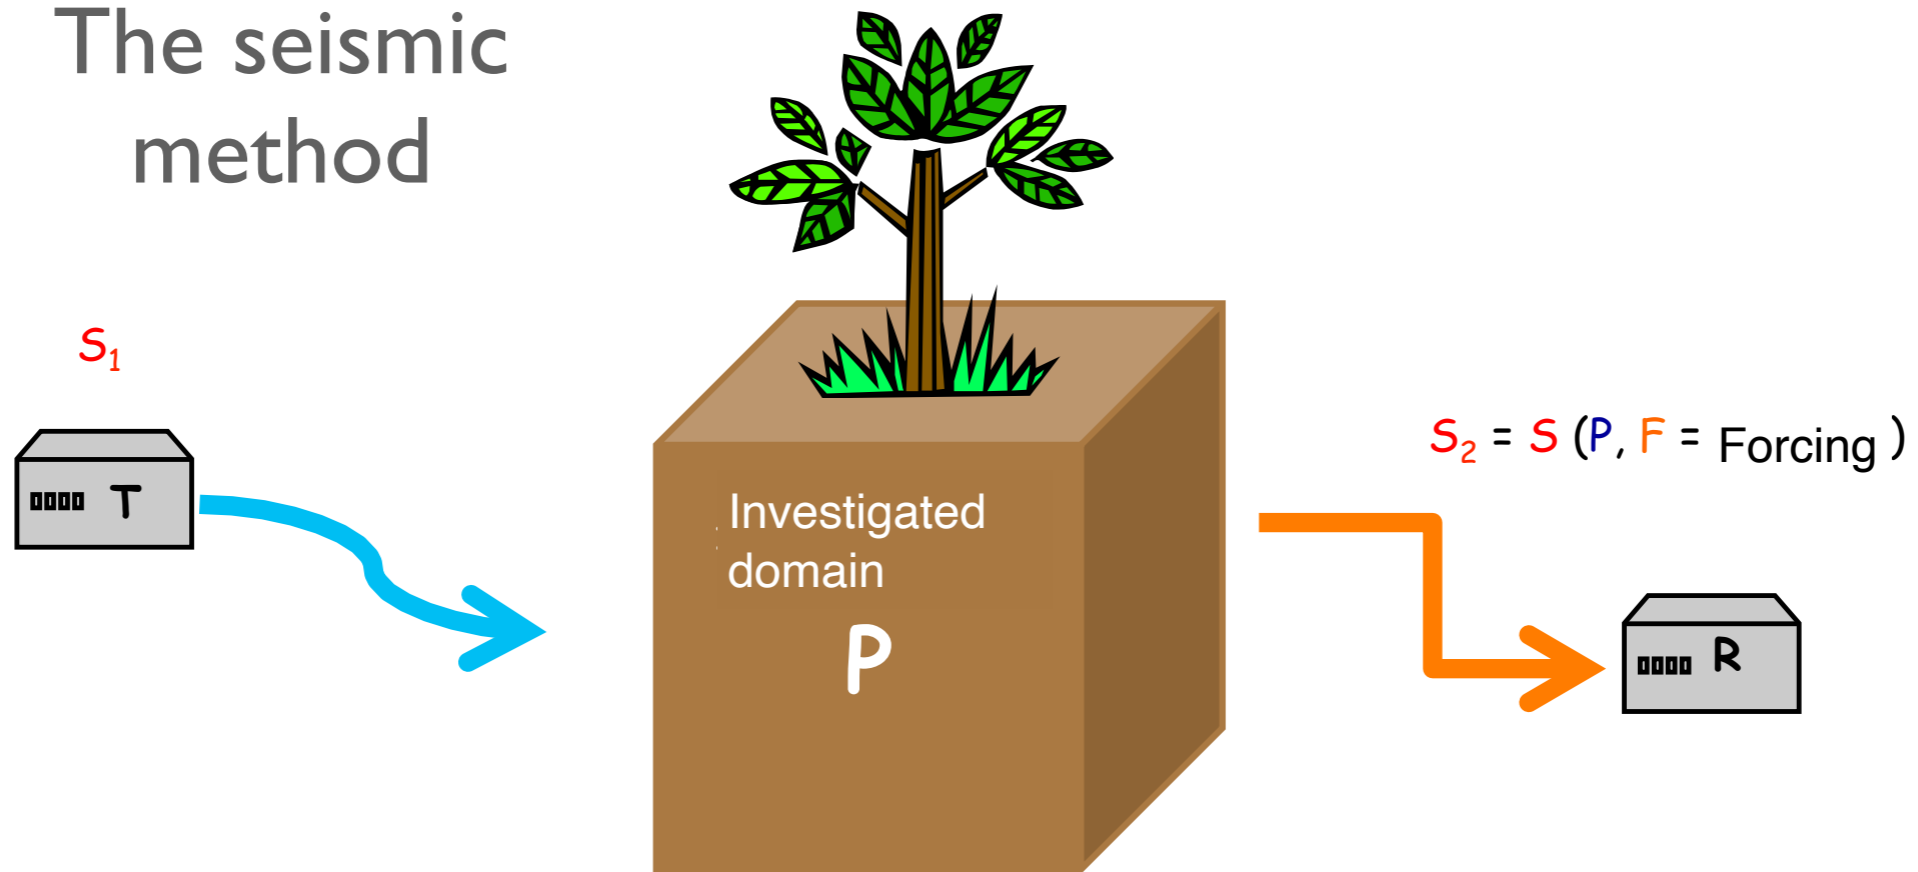 The seismic
method
S₁
T
Investigated
domain
P
S₂ = S (P, F = Forcing )
R